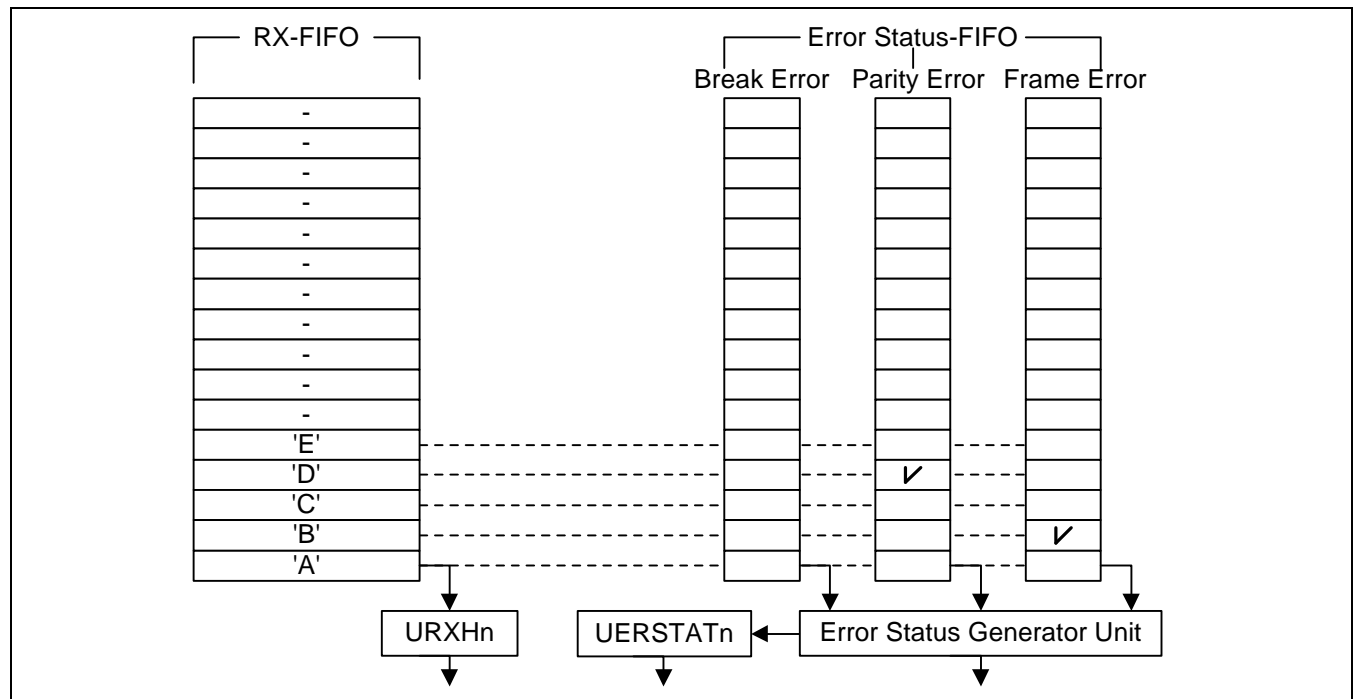 RX-FIFO
Error Status-FIFO
Break Error Parity Error Frame Error
-
-
-
-
-
-
-
-
-
-
-
'E'
'D'
'C'
'B'
'A'
URXHn
UERSTATn
Error Status Generator Unit